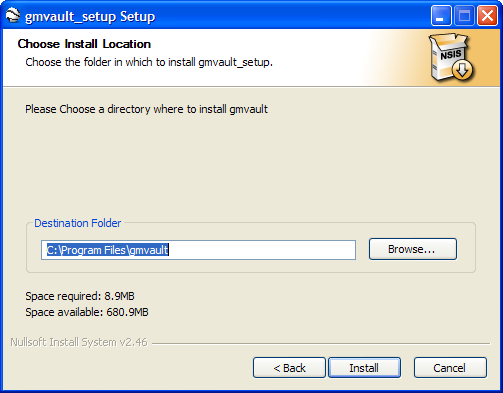 gmvault_setup Setup
Choose Install Location
Choose the folder in which to install gmvault_setup.
NSIS
Please Choose a directory where to install gmvault
Destination Folder
C:\Program Files\gmvault
Browse...
Space required: 8.9MB
Space available: 680.9MB
Nullsoft Install System v2.46
< Back
Install
Cancel